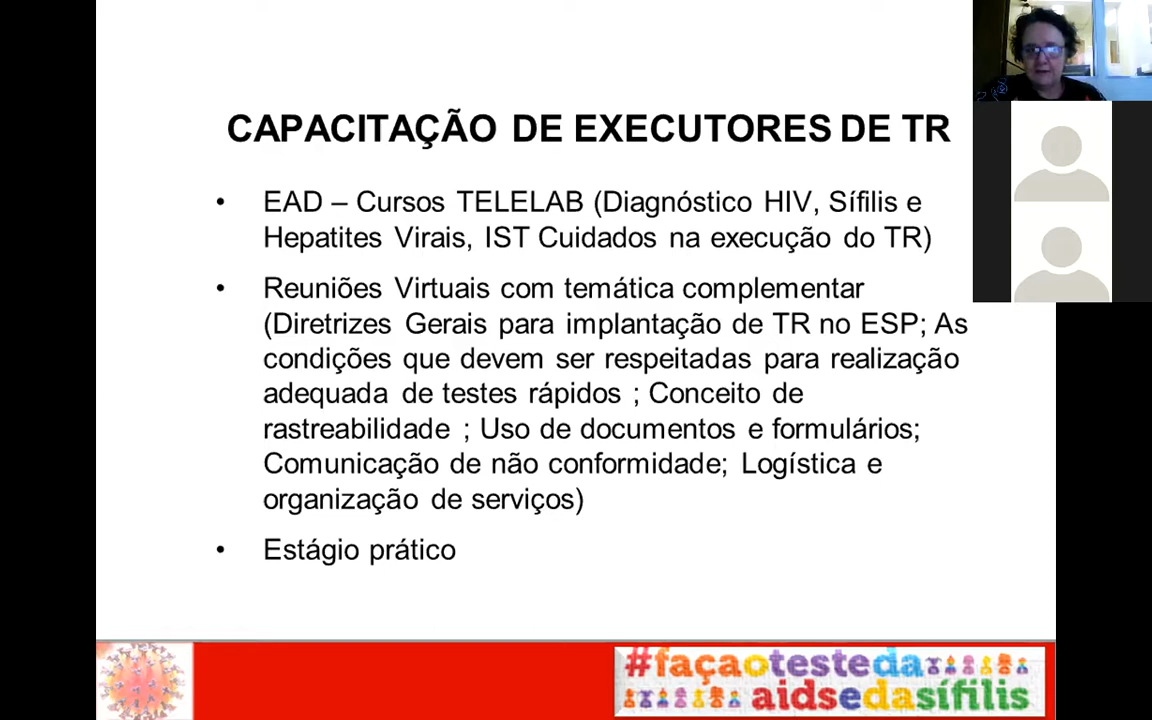 CAPACITAÇÃO DE EXECUTORES DE TR
• EAD – Cursos TELELAB (Diagnóstico HIV, Sífilis e
Hepatites Virais, IST Cuidados na execução do TR)
• Reuniões Virtuais com temática complementar
(Diretrizes Gerais para implantação de TR no ESP; As
condições que devem ser respeitadas para realização
adequada de testes rápidos ; Conceito de
rastreabilidade ; Uso de documentos e formulários;
Comunicação de não conformidade; Logística e
organização de serviços)
• Estágio prático
#façaotesteda
aidsedasífilis